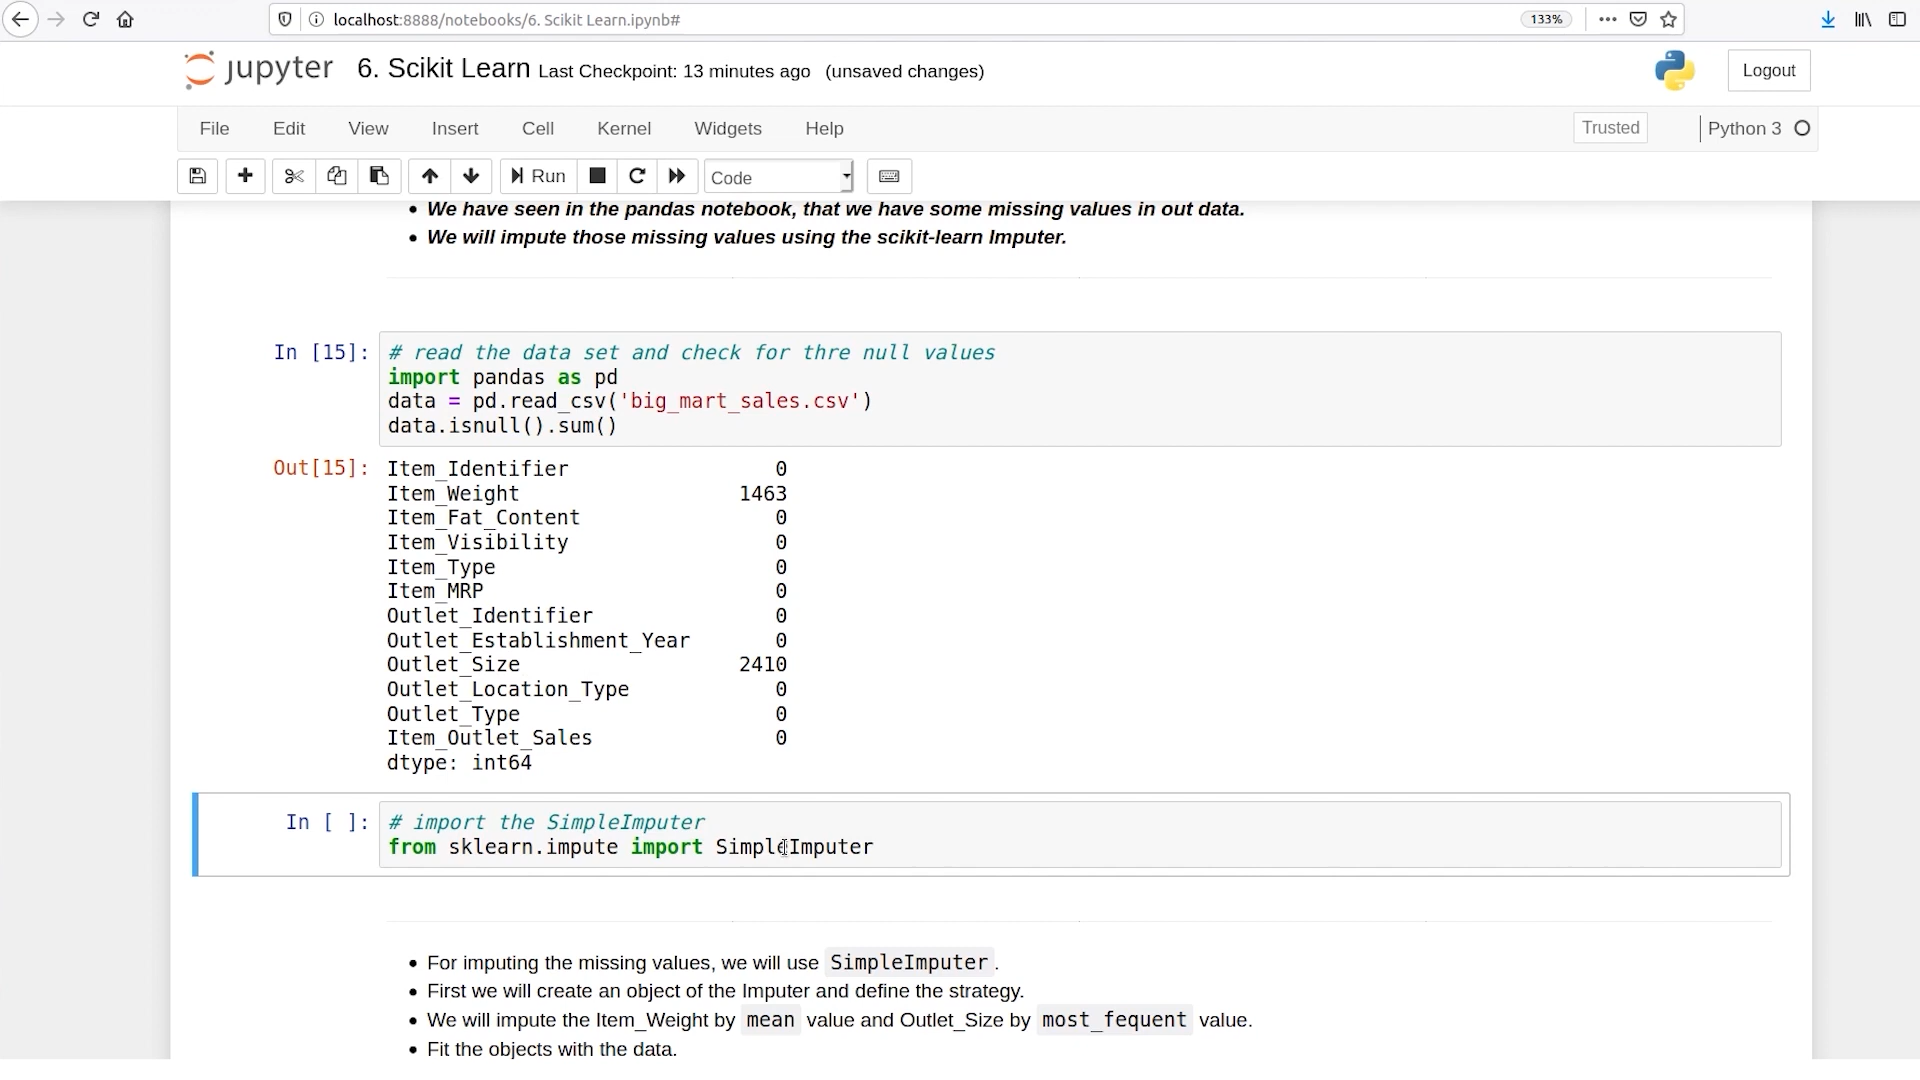 localhost:8888/notebooks/6. Scikit Learn.ipynb#
133%
jupyter 6. Scikit Learn Last Checkpoint: 13 minutes ago (unsaved changes)
Logout
File Edit View Insert Cell Kernel Widgets Help
Trusted
Python 3
Run
Code
• We have seen in the pandas notebook, that we have some missing values in out data.
• We will impute those missing values using the scikit-learn Imputer.
In [15]: # read the data set and check for thre null values
import pandas as pd
data = pd.read_csv('big_mart_sales.csv')
data.isnull().sum()
Out[15]: Item_Identifier 0
Item_Weight 1463
Item_Fat_Content 0
Item_Visibility 0
Item_Type 0
Item_MRP 0
Outlet_Identifier 0
Outlet_Establishment_Year 0
Outlet_Size 2410
Outlet_Location_Type 0
Outlet_Type 0
Item_Outlet_Sales 0
dtype: int64
In [ ]: # import the SimpleImputer
from sklearn.impute import SimpleImputer
• For imputing the missing values, we will use SimpleImputer .
• First we will create an object of the Imputer and define the strategy.
• We will impute the Item_Weight by mean value and Outlet_Size by most_fequent value.
• Fit the objects with the data.